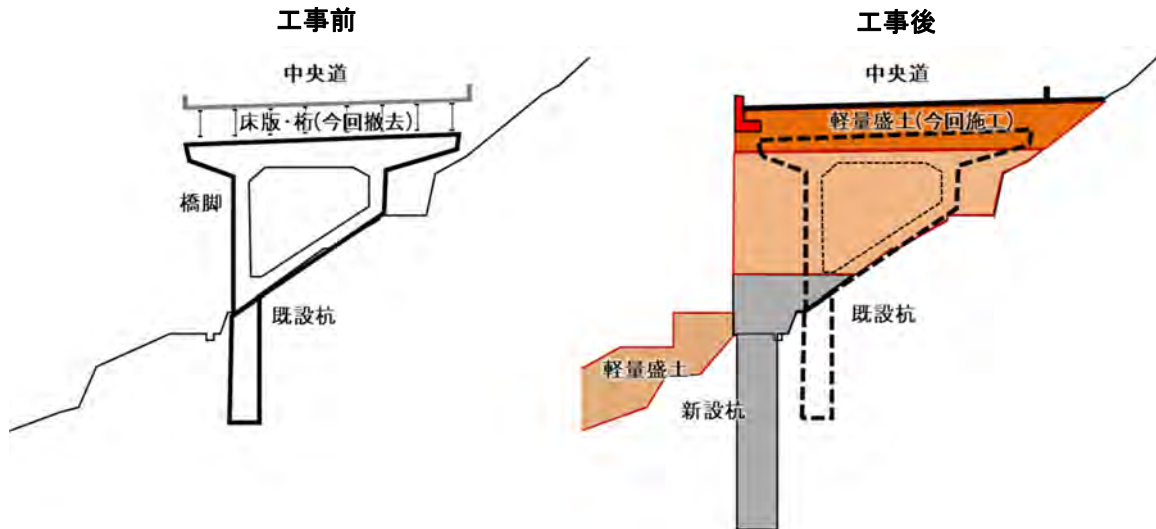 工事前
中央道
床版・桁(今回撤去)
橋脚
既設杭
工事後
中央道
軽量盛土(今回施工)
既設杭
軽量盛土
新設杭